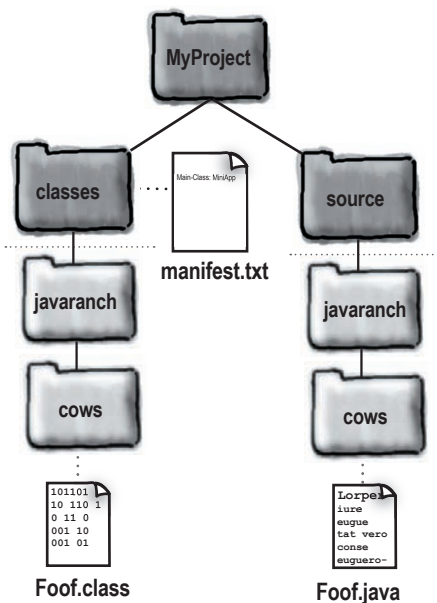 MyProject
classes
Main-Class: MiniApp
manifest.txt
source
javaranch
javaranch
cows
cows
101101
10 110 1
0 11 0
001 10
001 01
Foof.class
Lorper
iure
eugue
tat vero
conse
euguero-
Foof.java